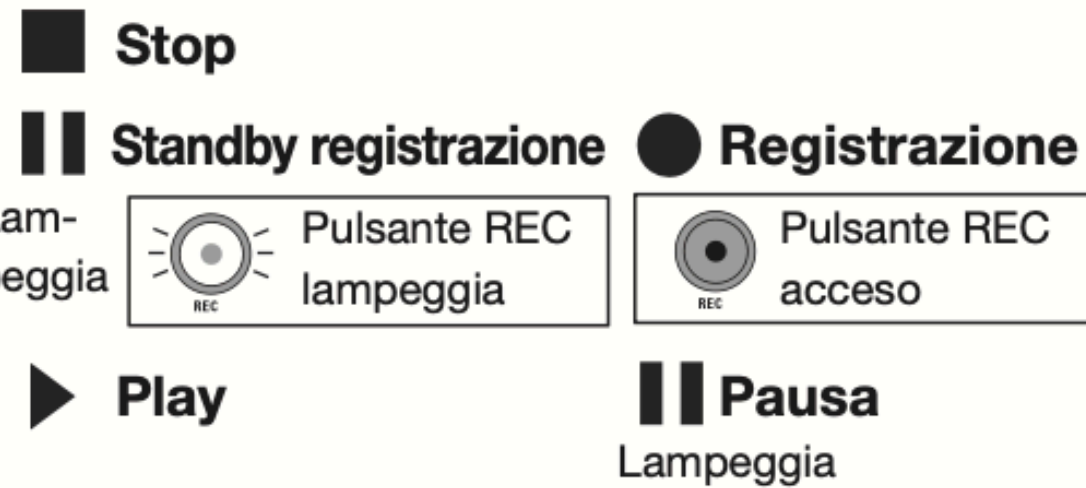 Stop
Standby registrazione
Registrazione
am-
eggia
Pulsante REC
lampeggia
REC
Pulsante REC
acceso
REC
Play
Pausa
Lampeggia